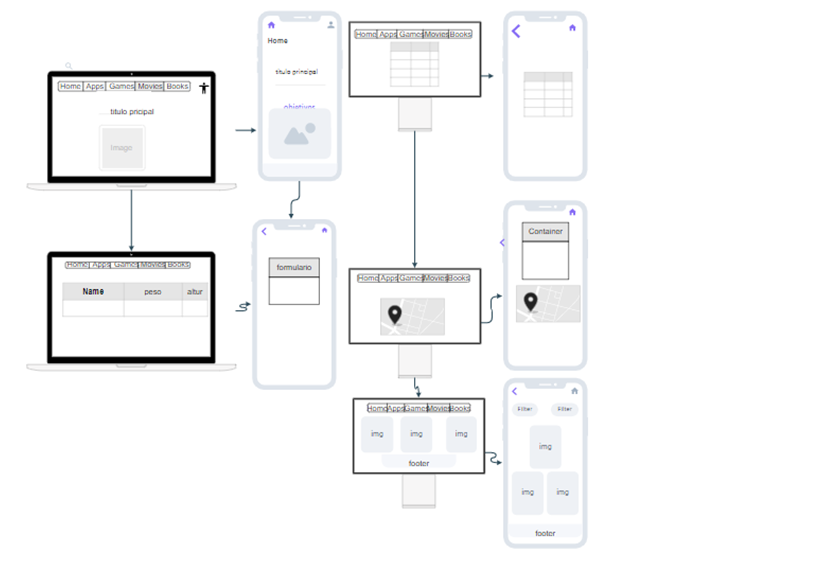 Home Apps Games Movies Books
titulo pricipal
Image
Home
titulo principal
objetivos
Home Apps Games Movies Books
Home Apps Games Movies Books
Name peso altur
formulario
Home Apps Games Movies Books
Container
Home Apps Games Movies Books
img img img
footer
Filter Filter
img
img img
footer